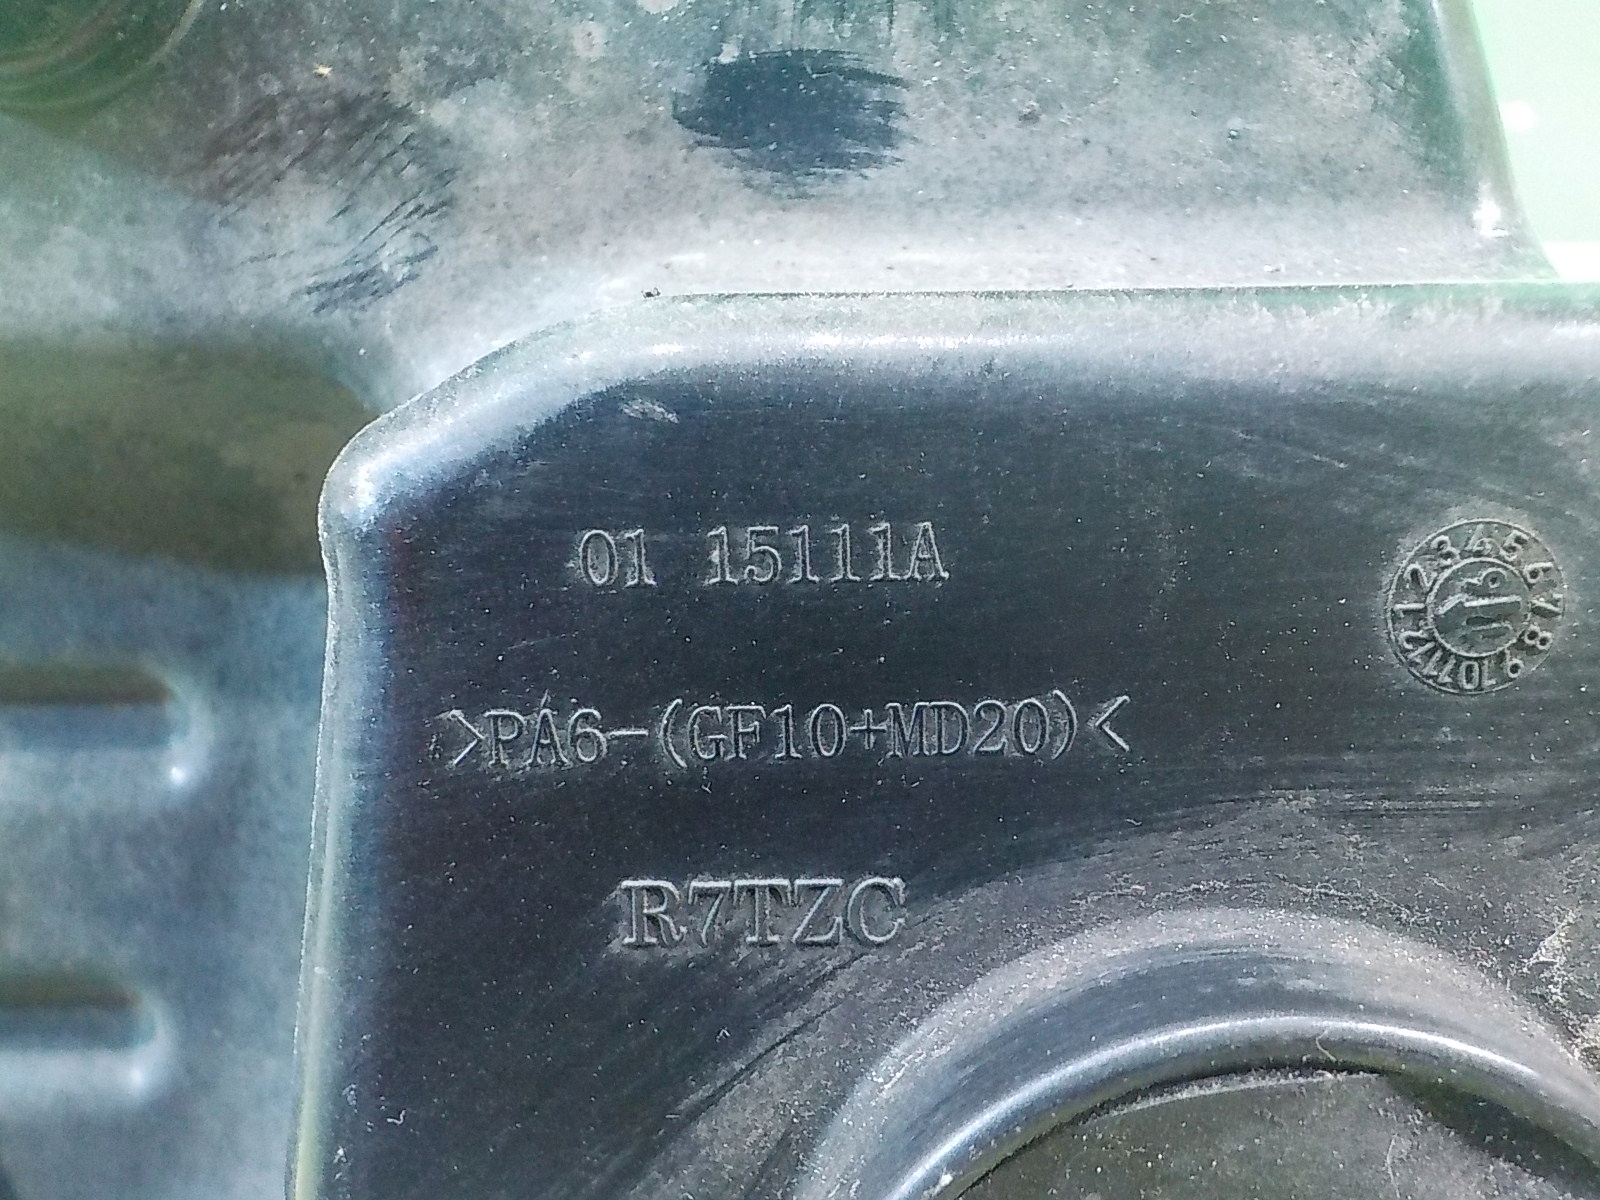 01 15111A
>PA6-(GF10+MD20)<
R7TZC
1 2 3 4 5 6 7 8 9 10 11 12